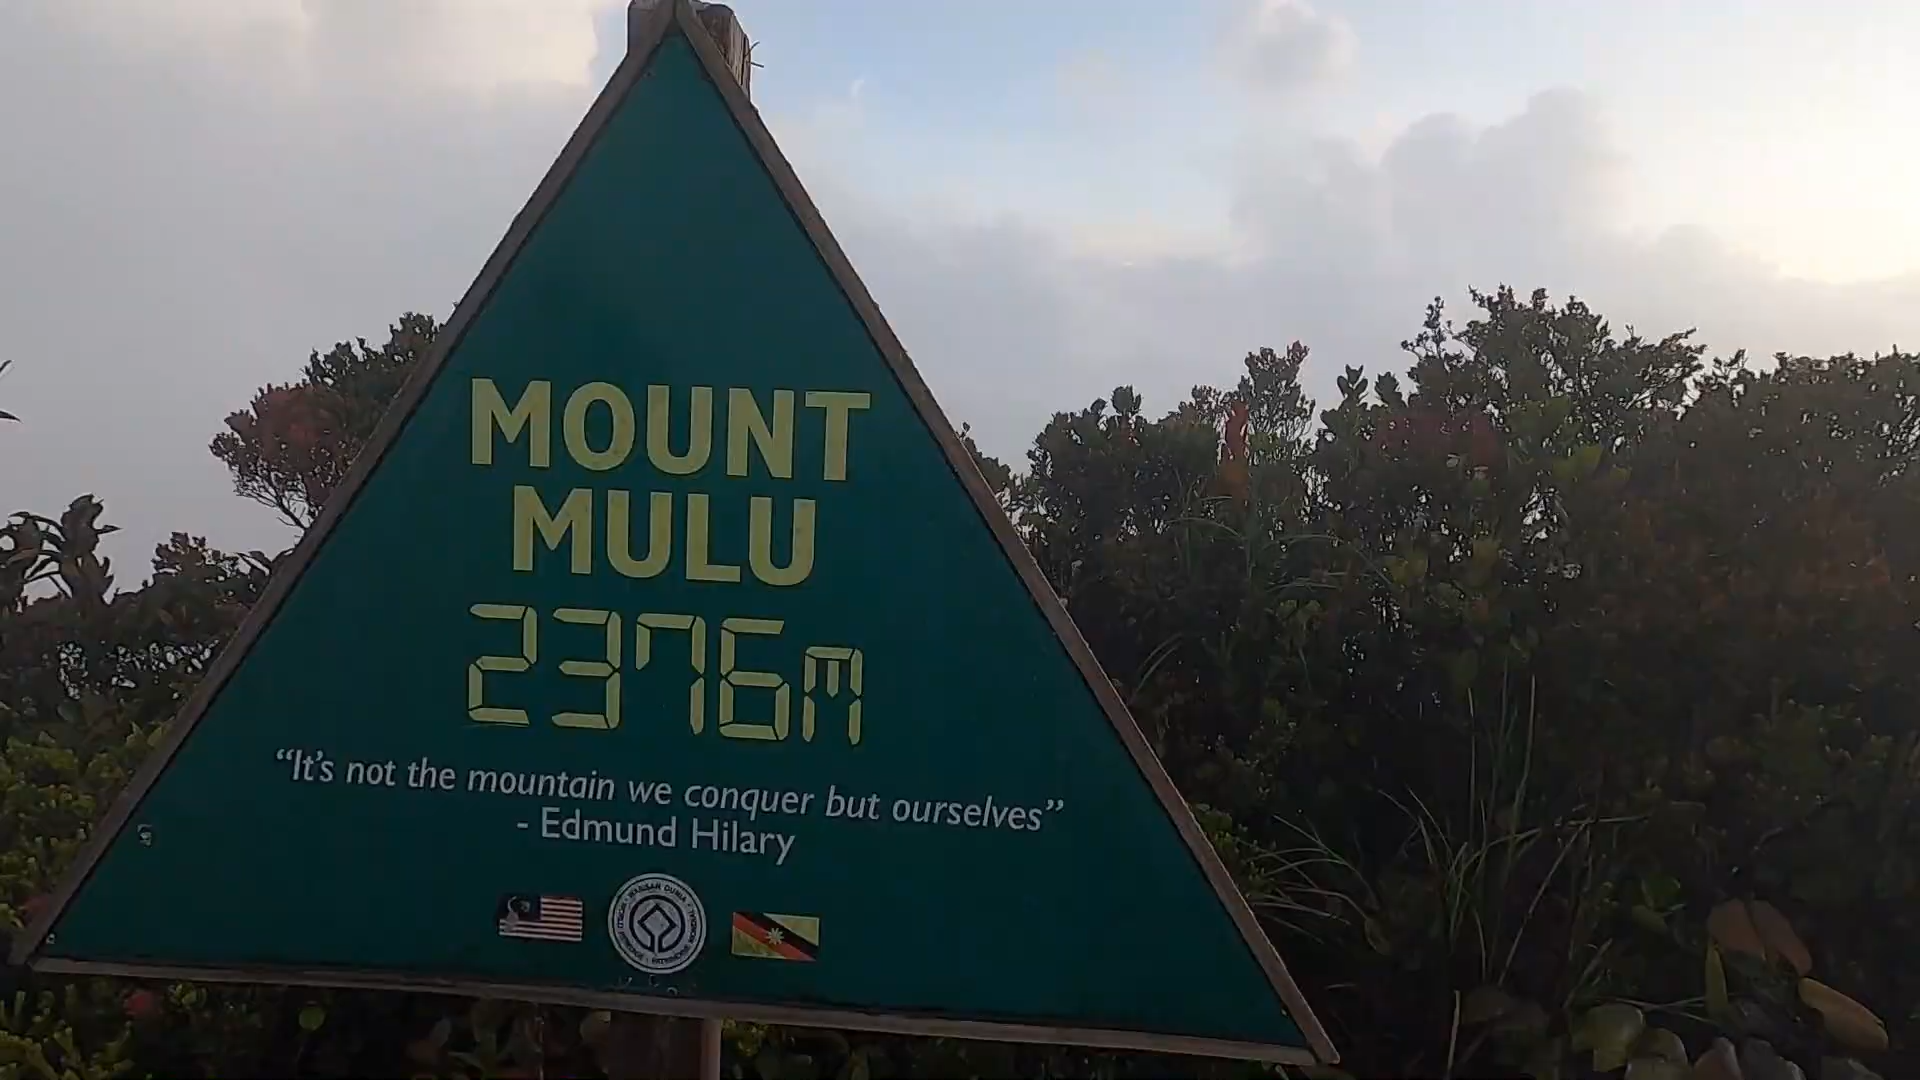 MOUNT
MULU
2376M
“It’s not the mountain we conquer but ourselves”
- Edmund Hilary